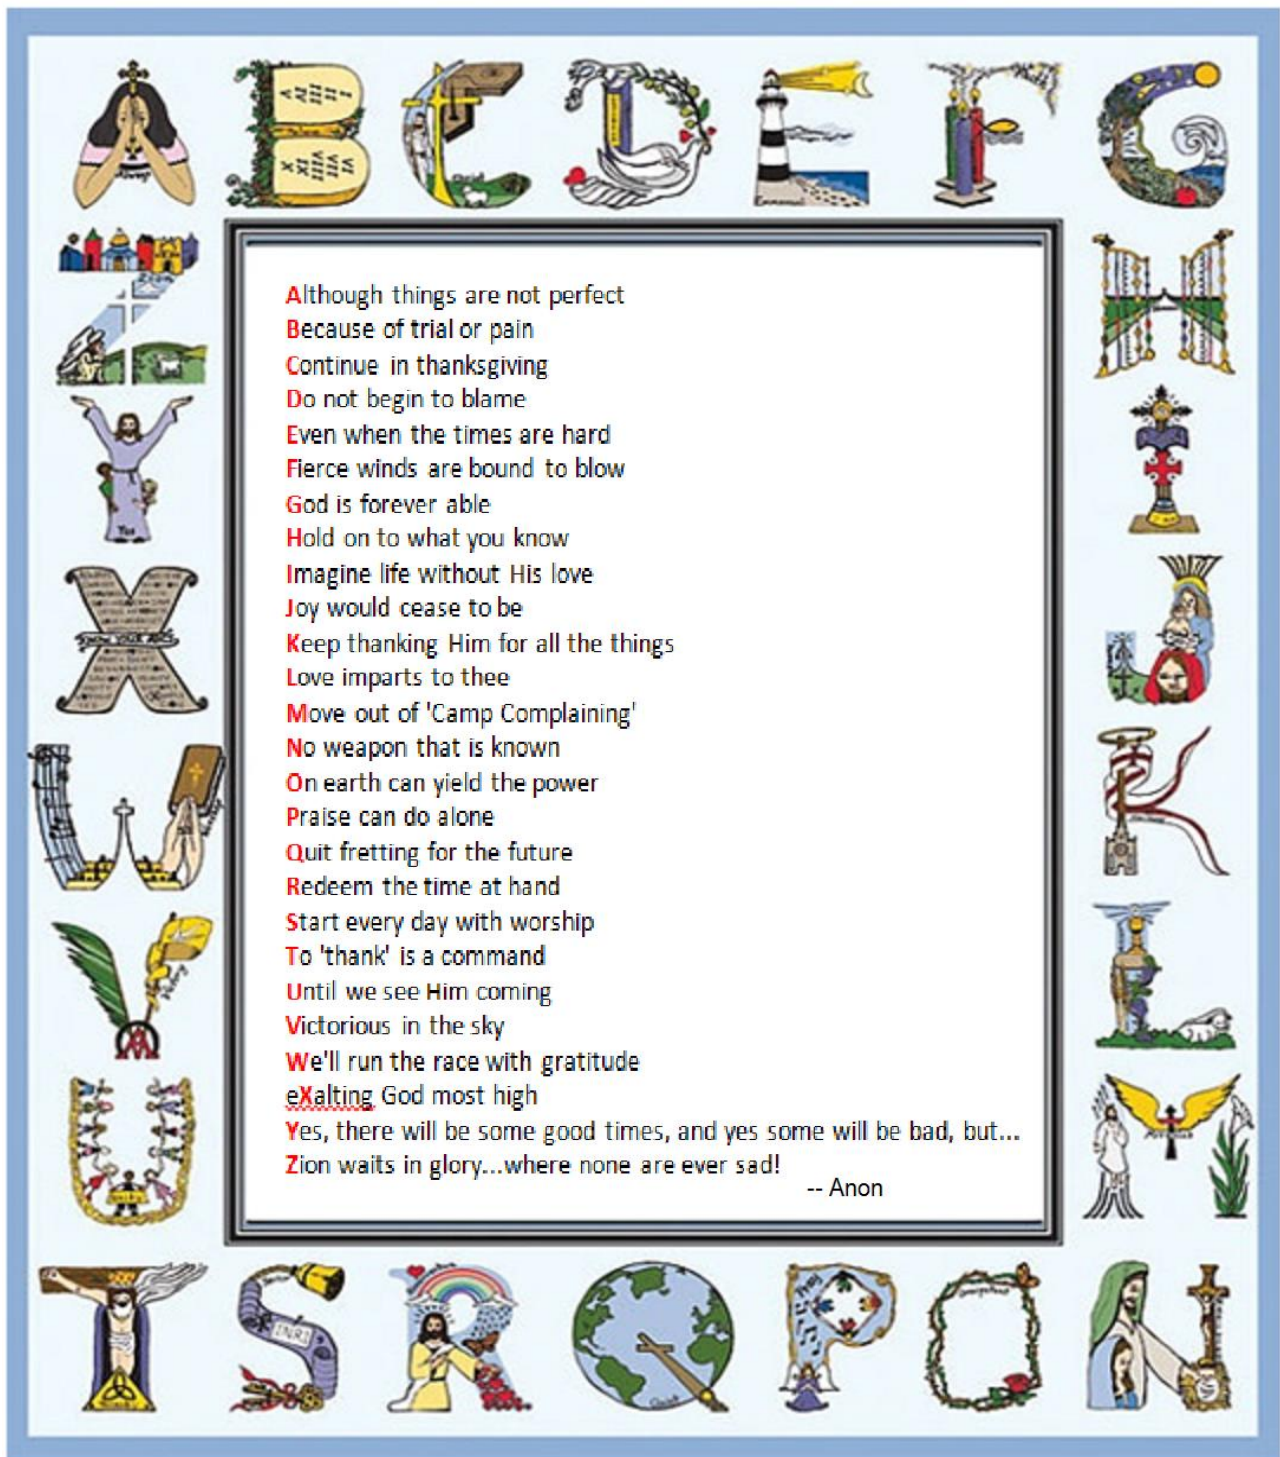 Although things are not perfect
Because of trial or pain
Continue in thanksgiving
Do not begin to blame
Even when the times are hard
Fierce winds are bound to blow
God is forever able
Hold on to what you know
Imagine life without His love
Joy would cease to be
Keep thanking Him for all the things
Love imparts to thee
Move out of 'Camp Complaining'
No weapon that is known
On earth can yield the power
Praise can do alone
Quit fretting for the future
Redeem the time at hand
Start every day with worship
To 'thank' is a command
Until we see Him coming
Victorious in the sky
We'll run the race with gratitude
eXalting God most high
Yes, there will be some good times, and yes some will be bad, but...
Zion waits in glory...where none are ever sad!
-- Anon